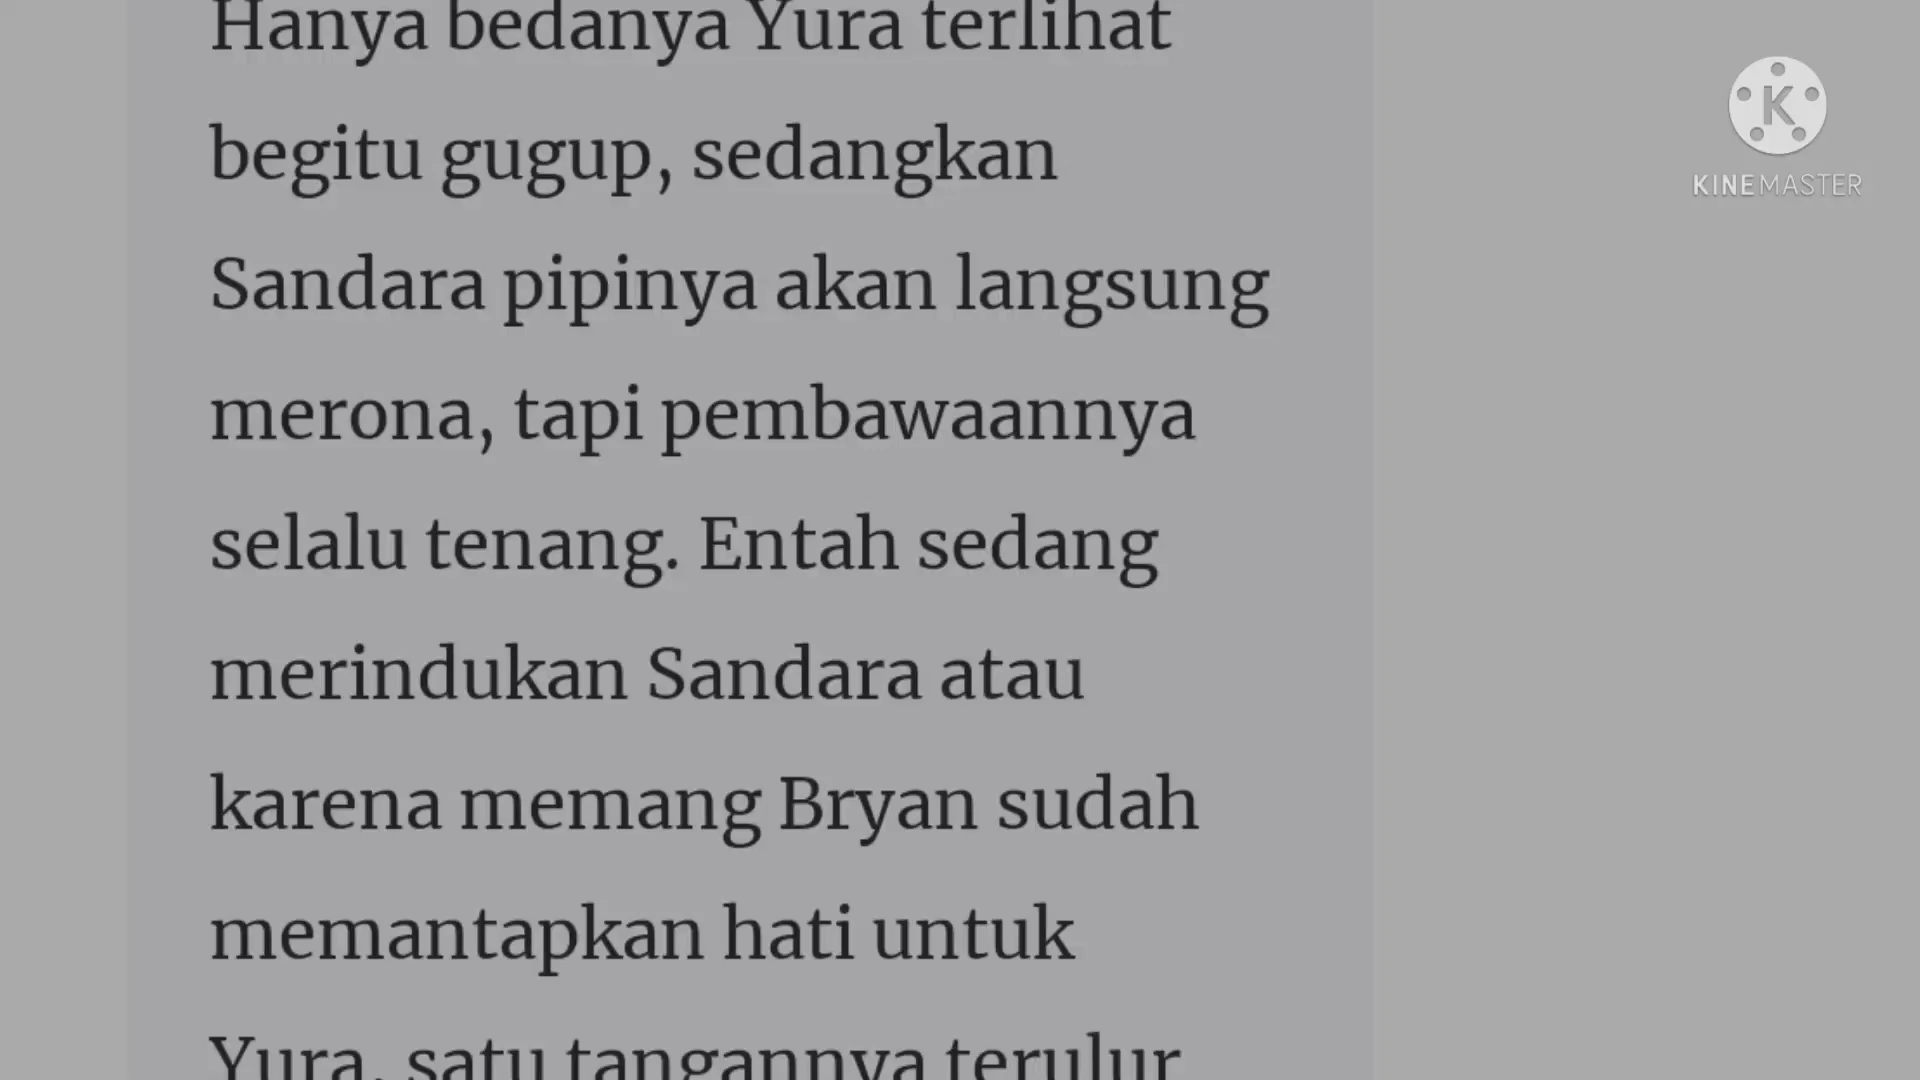 Hanya bedanya Yura terlihat
begitu gugup, sedangkan
Sandara pipinya akan langsung
merona, tapi pembawaannya
selalu tenang. Entah sedang
merindukan Sandara atau
karena memang Bryan sudah
memantapkan hati untuk
Yura, satu tangannya terulur
K
KINEMASTER